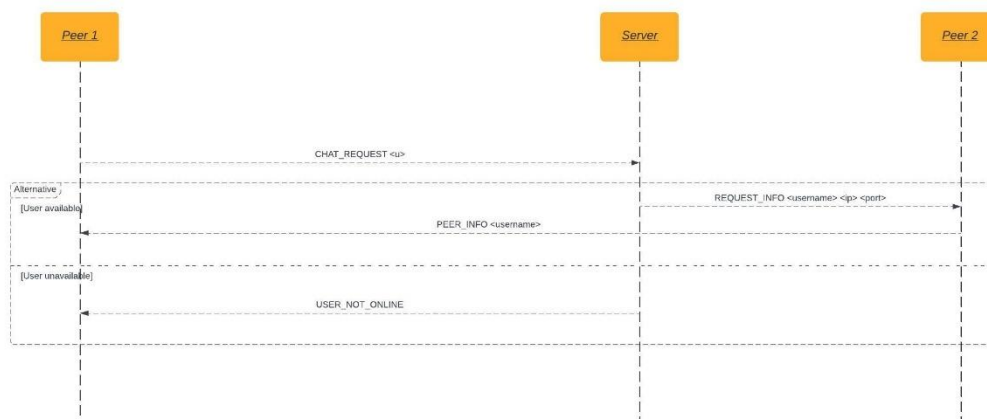 Peer 1
Server
Peer 2
CHAT_REQUEST <u>
Alternative
[User available]
REQUEST_INFO <username> <ip> <port>
PEER_INFO <username>
[User unavailable]
USER_NOT_ONLINE